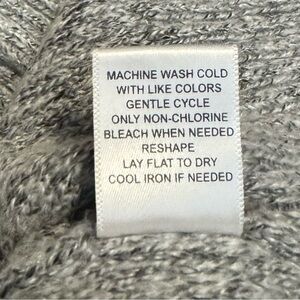 MACHINE WASH COLD
WITH LIKE COLORS
GENTLE CYCLE
ONLY NON-CHLORINE
BLEACH WHEN NEEDED
RESHAPE
LAY FLAT TO DRY
COOL IRON IF NEEDED